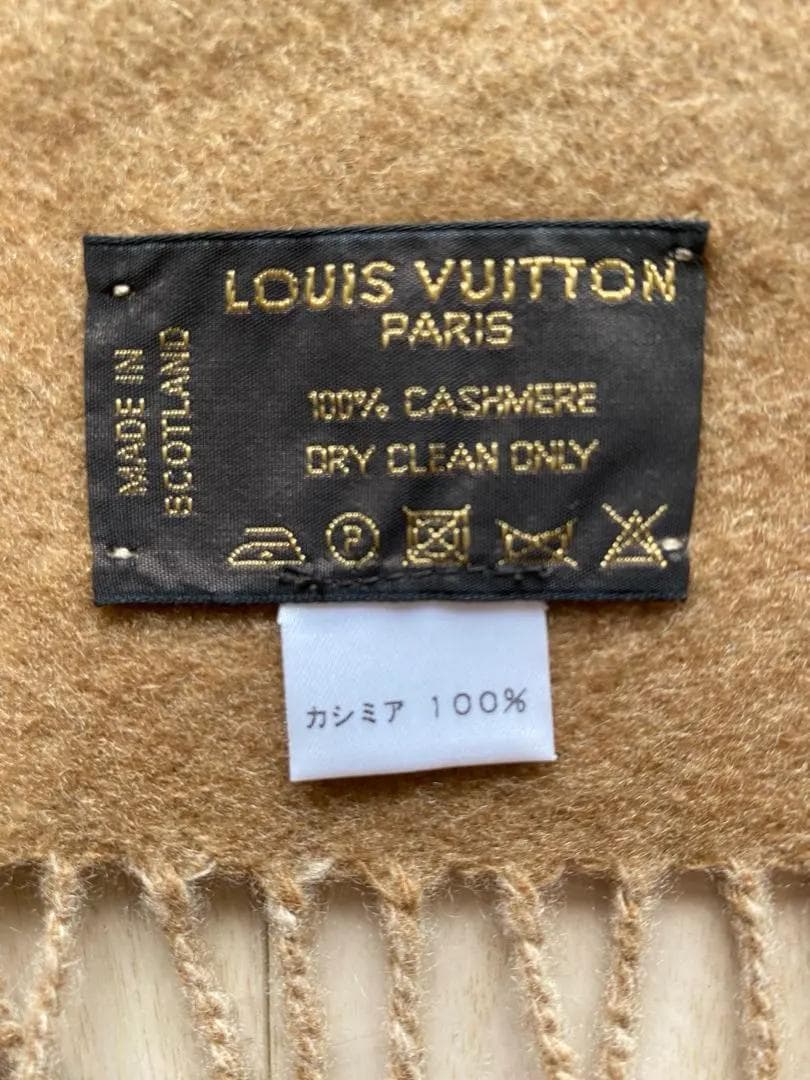 LOUIS VUITTON
PARIS
MADE IN
SCOTLAND
100% CASHMERE
DRY CLEAN ONLY
P
カシミア 100%